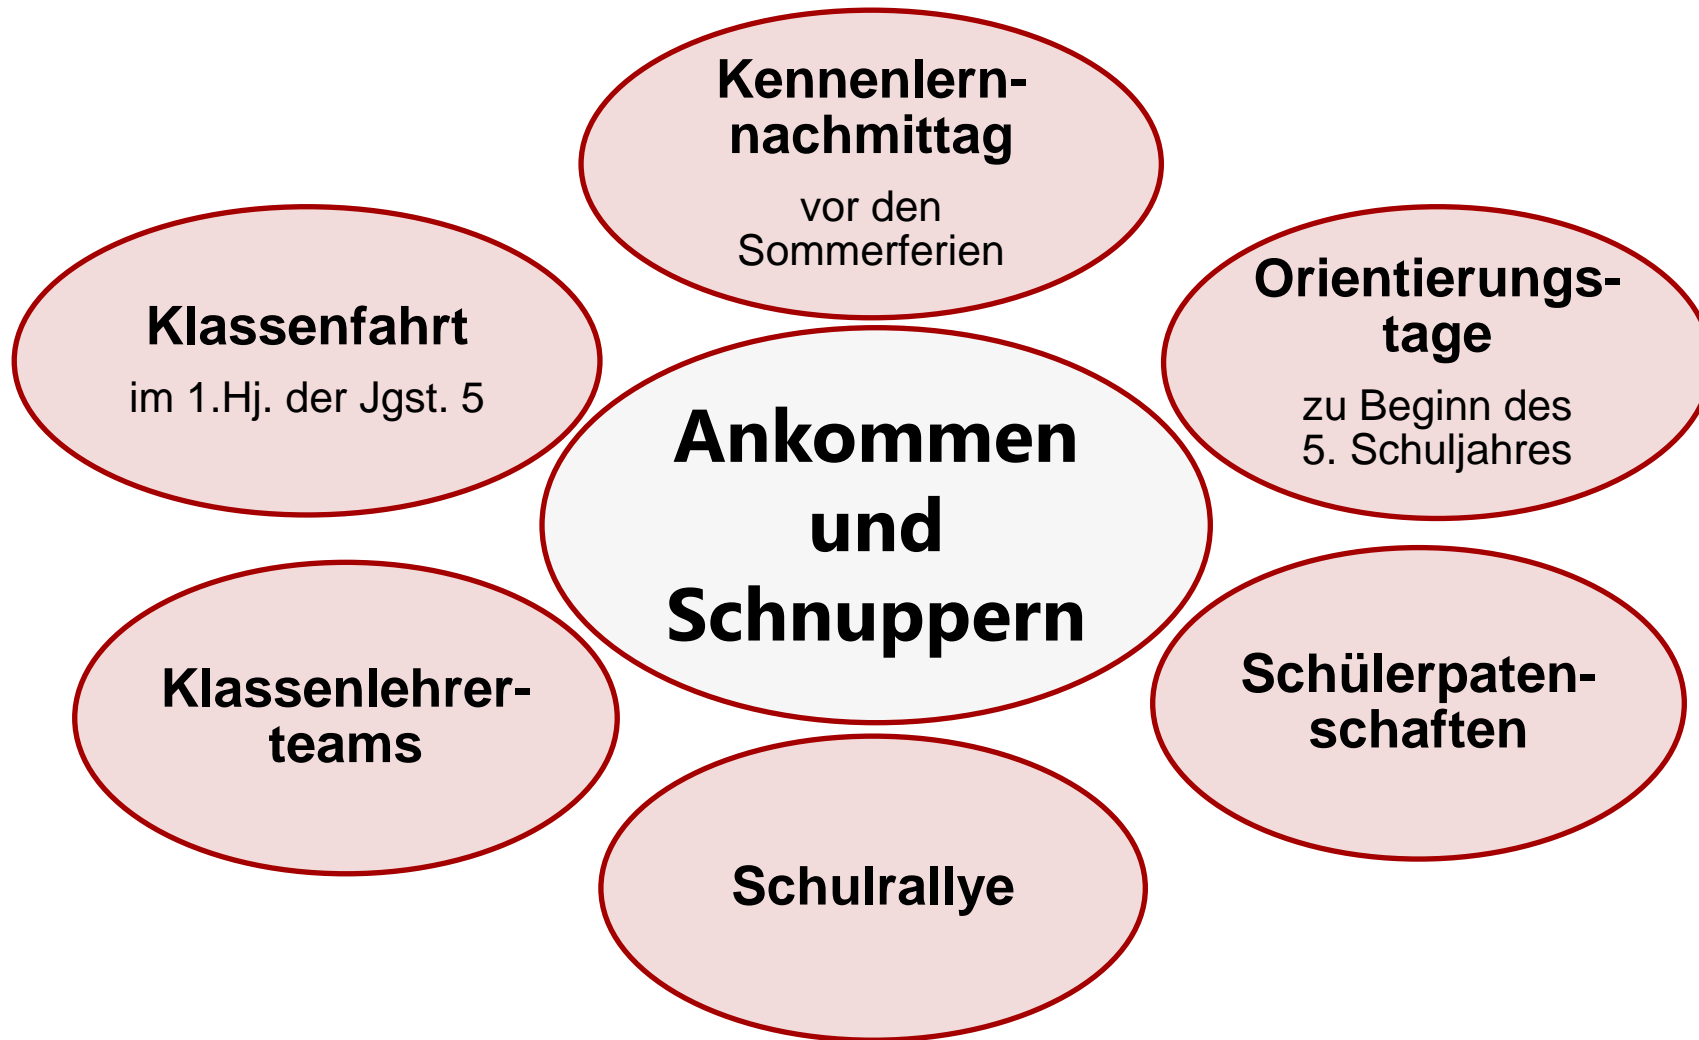 Kennenlern-
nachmittag
vor den
Sommerferien
Orientierungs-
tage
zu Beginn des
5. Schuljahres
Klassenfahrt
im 1.Hj. der Jgst. 5
Ankommen
und
Schnuppern
Schülerpaten-
schaften
Klassenlehrer-
teams
Schulrallye